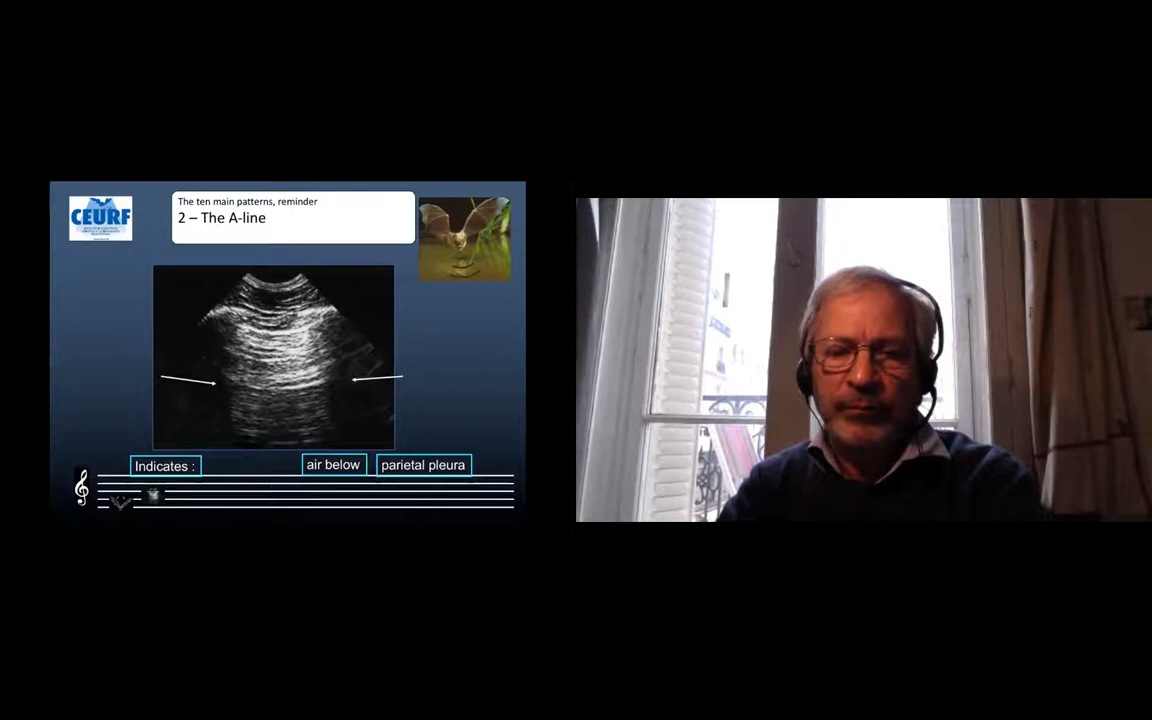 CEURF
The ten main patterns, reminder
2 – The A-line
Indicates :
air below
parietal pleura